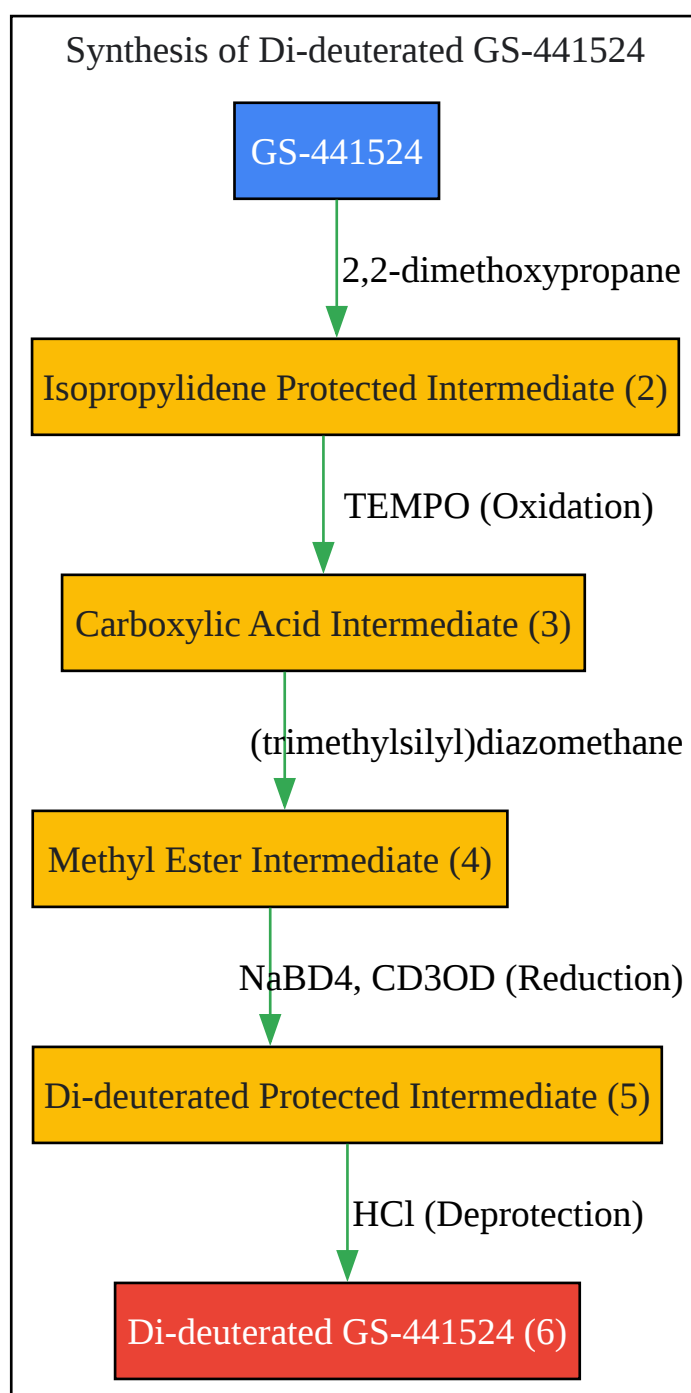 Synthesis of Di-deuterated GS-441524
GS-441524
2,2-dimethoxypropane
Isopropylidene Protected Intermediate (2)
TEMPO (Oxidation)
Carboxylic Acid Intermediate (3)
(trimethylsilyl)diazomethane
Methyl Ester Intermediate (4)
NaBD4, CD3OD (Reduction)
Di-deuterated Protected Intermediate (5)
HCl (Deprotection)
Di-deuterated GS-441524 (6)